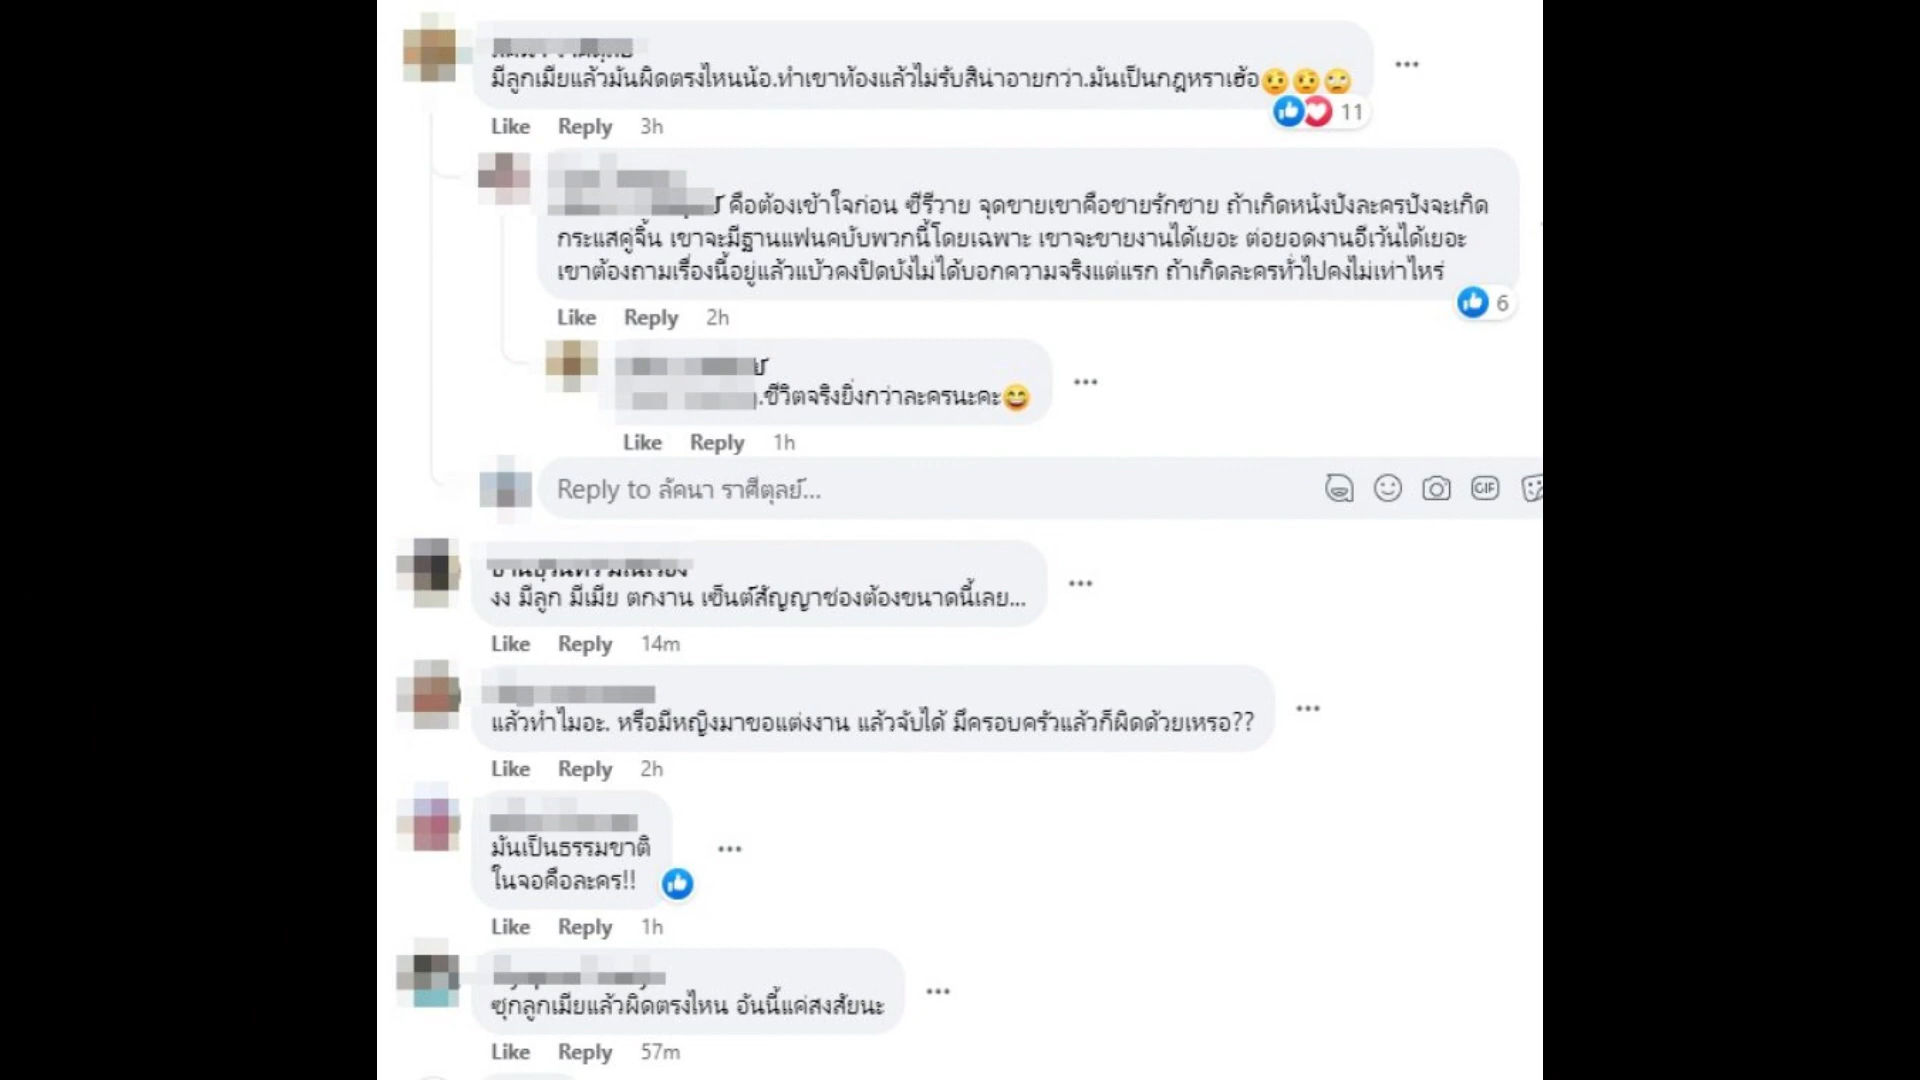 มีลูกเมียแล้วมันผิดตรงไหนน้อ.ทำเขาท้องแล้วไม่รับสิน่าอายกว่า.มันเป็นกฎหราเฮ้อ🤨🤨🙄
11
Like Reply 3h
คือต้องเข้าใจก่อน ซีรีวาย จุดขายเขาคือชายรักชาย ถ้าเกิดหนังปังละครปังจะเกิด
กระแสคู่จิ้น เขาจะมีฐานแฟนคบับพวกนี้โดยเฉพาะ เขาจะขายงานได้เยอะ ต่อยอดงานอีเว้นได้เยอะ
เขาต้องถามเรื่องนี้อยู่แล้วแบ้วคงปิดบังไม่ได้บอกความจริงแต่แรก ถ้าเกิดละครทั่วไปคงไม่เท่าไหร่
6
Like Reply 2h
.ชีวิตจริงยิ่งกว่าละครนะคะ😄
Like Reply 1h
Reply to ลัคนา ราศีตุลย์...
GIF
งง มีลูก มีเมีย ตกงาน เซ็นต์สัญญาช่องต้องขนาดนี้เลย...
Like Reply 14m
แล้วทำไมอะ. หรือมีหญิงมาขอแต่งงาน แล้วจับได้ มีครอบครัวแล้วก็ผิดด้วยเหรอ??
Like Reply 2h
มันเป็นธรรมขาติ
ในจอคือละคร!!
Like Reply 1h
ซุกลูกเมียแล้วผิดตรงไหน อันนี้แค่สงสัยนะ
Like Reply 57m